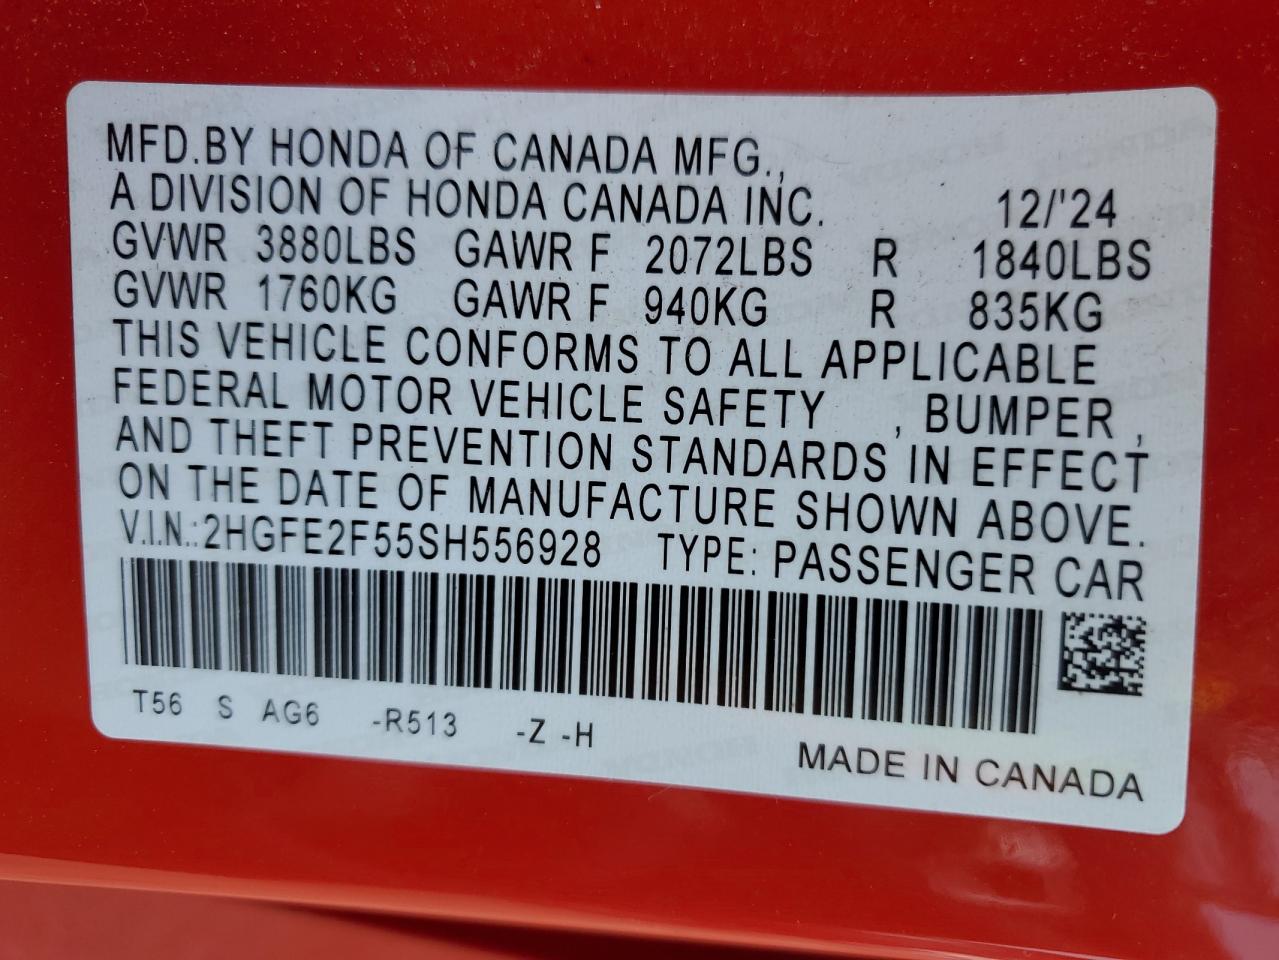 MFD.BY HONDA OF CANADA MFG.,
A DIVISION OF HONDA CANADA INC. 12/'24
GVWR 3880LBS GAWR F 2072LBS R 1840LBS
GVWR 1760KG GAWR F 940KG R 835KG
THIS VEHICLE CONFORMS TO ALL APPLICABLE
FEDERAL MOTOR VEHICLE SAFETY , BUMPER ,
AND THEFT PREVENTION STANDARDS IN EFFECT
ON THE DATE OF MANUFACTURE SHOWN ABOVE.
V.I.N.:2HGFE2F55SH556928 TYPE: PASSENGER CAR
T56 S AG6 -R513 -Z -H
MADE IN CANADA